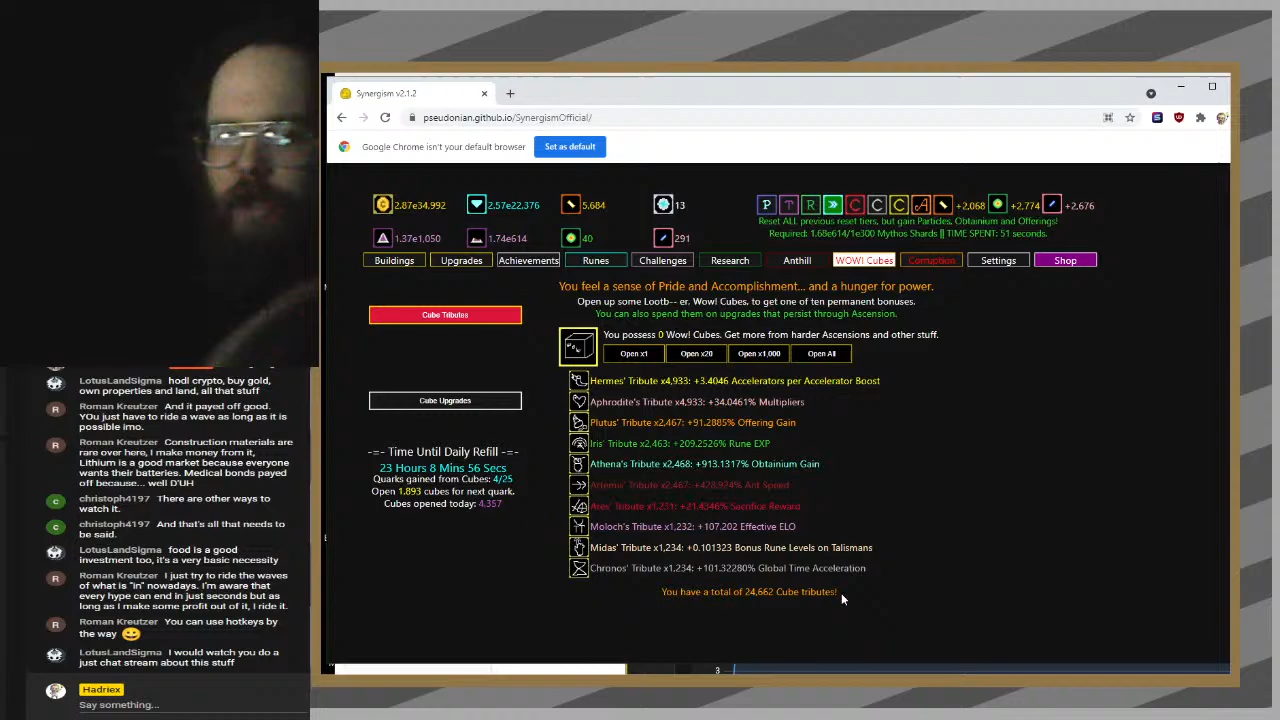 LotusLandSigma hodl crypto, buy gold,
own properties and land, all that stuff
R Roman Kreutzer And it payed off good.
YOu just have to ride a wave as long as it is
possible imo.
R Roman Kreutzer Construction materials are
rare over here, I make money from it,
Lithium is a good market because everyone
wants their batteries. Medical bonds payed
off because... well D'UH
c christoph4197 There are other ways to
watch it.
c christoph4197 And that's all that needs to
be said.
LotusLandSigma food is a good
investment too, it's a very basic necessity
R Roman Kreutzer I just try to ride the waves
of what is "in" nowadays. I'm aware that
every hype can end in just seconds but as
long as I make some profit out of it, I ride it.
R Roman Kreutzer You can use hotkeys by
the way
LotusLandSigma I would watch you do a
just chat stream about this stuff
Hadriex
Say something...
Synergism v2.1.2
pseudonian.github.io/SynergismOfficial/
Google Chrome isn't your default browser Set as default
2.87e34,992 2.57e22,376 5.684 13 P T R C C C A +2,068 +2,774 +2,676
Reset ALL previous reset tiers, but gain Particles, Obtainium and Offerings!
Required: 1.68e614/1e300 Mythos Shards || TIME SPENT: 51 seconds.
1.37e1,050 1.74e614 40 291
Buildings Upgrades Achievements Runes Challenges Research Anthill WOW! Cubes Corruption Settings Shop
You feel a sense of Pride and Accomplishment... and a hunger for power.
Open up some Lootb-- er, Wow! Cubes, to get one of ten permanent bonuses.
You can also spend them on upgrades that persist through Ascension.
Cube Tributes
Cube Upgrades
-=- Time Until Daily Refill -=-
23 Hours 8 Mins 56 Secs
Quarks gained from Cubes: 4/25
Open 1,893 cubes for next quark.
Cubes opened today: 4,357
You possess 0 Wow! Cubes. Get more from harder Ascensions and other stuff.
Open x1 Open x20 Open x1,000 Open All
Hermes' Tribute x4,933: +3.4046 Accelerators per Accelerator Boost
Aphrodite's Tribute x4,933: +34.0461% Multipliers
Plutus' Tribute x2,467: +91.2885% Offering Gain
Iris' Tribute x2,463: +209.2526% Rune EXP
Athena's Tribute x2,468: +913.1317% Obtainium Gain
Artemis' Tribute x2,467: +428.924% Ant Speed
Ares' Tribute x1,231: +21.4346% Sacrifice Reward
Moloch's Tribute x1,232: +107.202 Effective ELO
Midas' Tribute x1,234: +0.101323 Bonus Rune Levels on Talismans
Chronos' Tribute x1,234: +101.32280% Global Time Acceleration
You have a total of 24,662 Cube tributes!
3